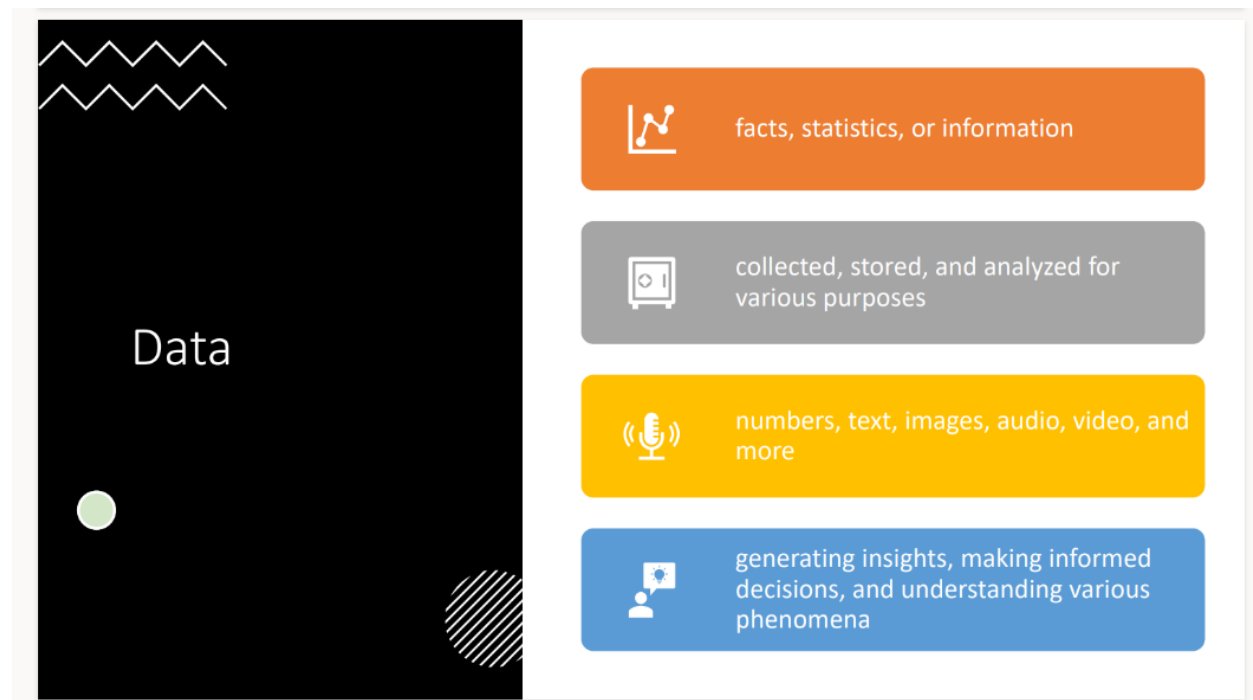 Data
facts, statistics, or information
collected, stored, and analyzed for
various purposes
numbers, text, images, audio, video, and
more
generating insights, making informed
decisions, and understanding various
phenomena